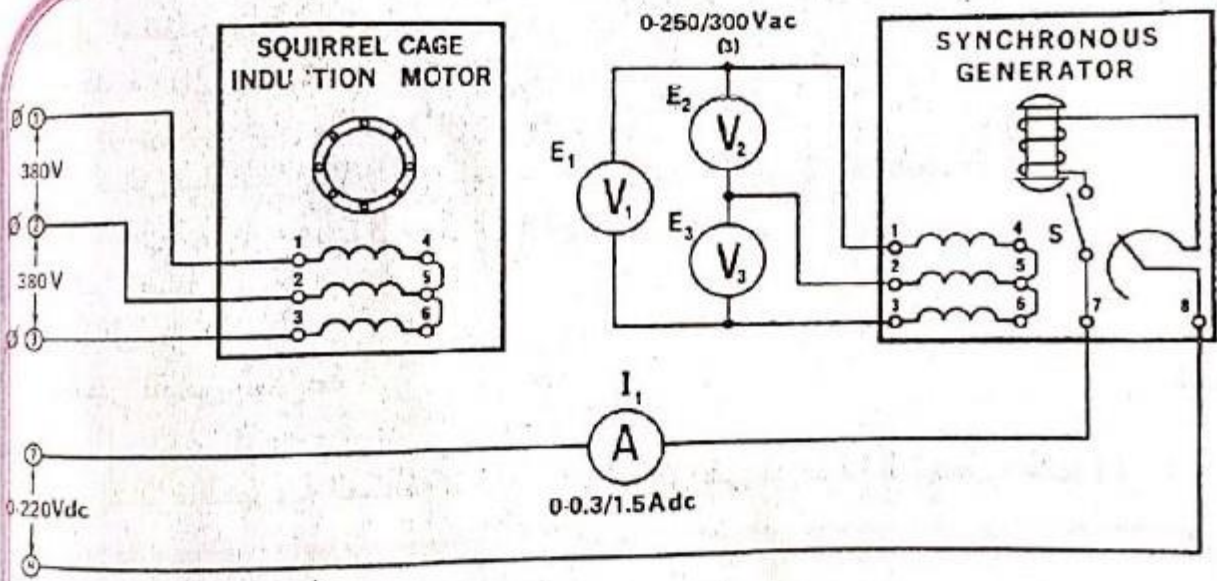 SQUIRREL CAGE
INDUCTION MOTOR
0-250/300 Vac
(3)
SYNCHRONOUS
GENERATOR
Ø 1
380V
Ø 2
380V
Ø 3
1 4
2 5
3 6
E1
V1
E2
V2
E3
V3
1 4
2 5
3 6
S
7 8
I1
A
0-0.3/1.5Adc
7
0-220Vdc
N